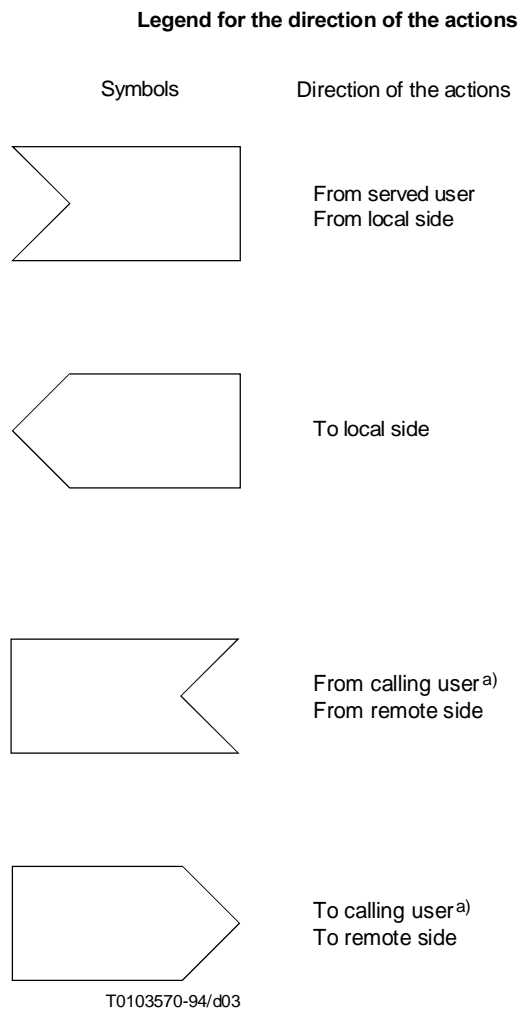 Legend for the direction of the actions
Symbols Direction of the actions
From served user
From local side
To local side
From calling user a)
From remote side
To calling user a)
To remote side
T0103570-94/d03